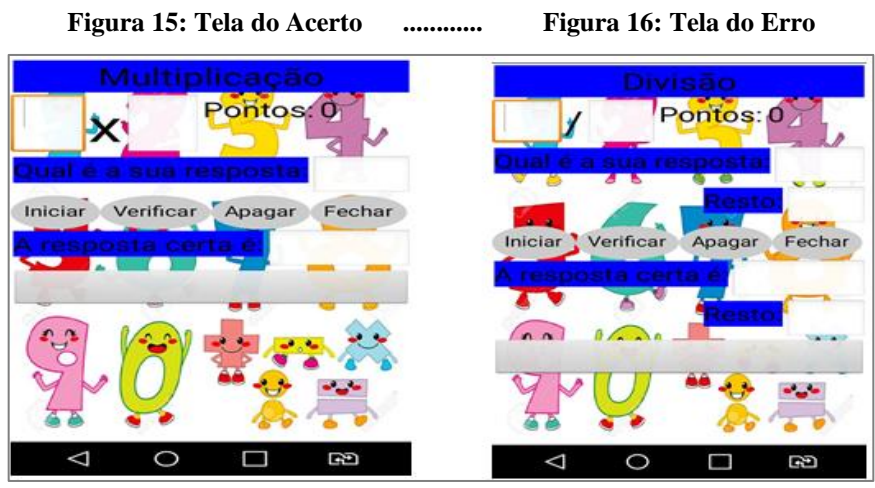 Figura 15: Tela do Acerto ............ Figura 16: Tela do Erro
Multiplicação
X
Pontos: 0
Qual é a sua resposta:
Iniciar Verificar Apagar Fechar
A resposta certa é:
Divisão
/
Pontos: 0
Qual é a sua resposta:
Resto:
Iniciar Verificar Apagar Fechar
A resposta certa é:
Resto: